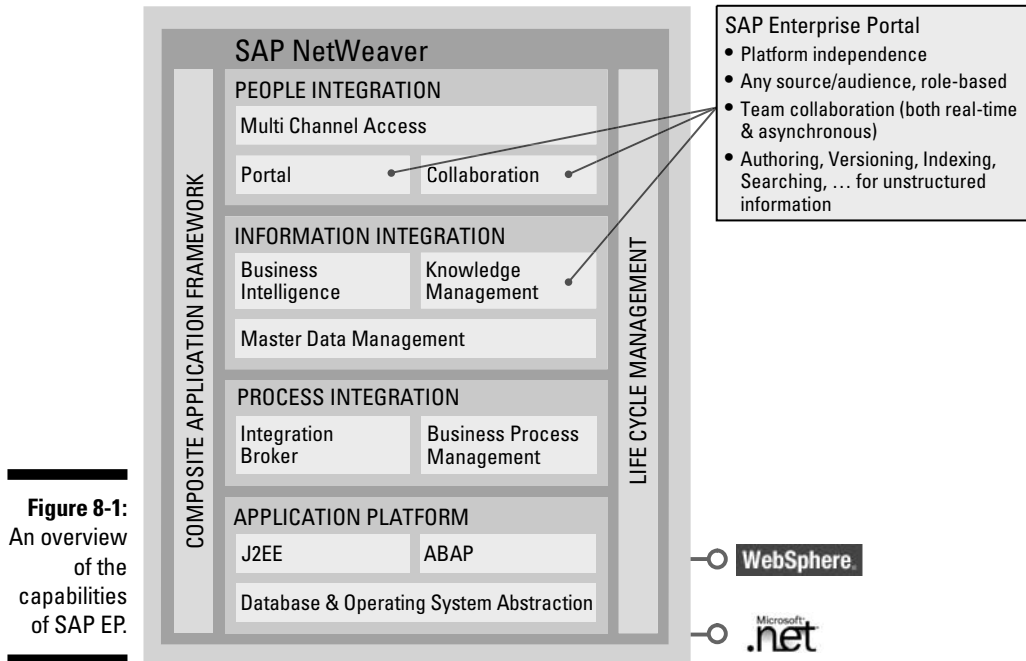 SAP NetWeaver
COMPOSITE APPLICATION FRAMEWORK
PEOPLE INTEGRATION
Multi Channel Access
Portal
Collaboration
INFORMATION INTEGRATION
Business
Intelligence
Knowledge
Management
Master Data Management
PROCESS INTEGRATION
Integration
Broker
Business Process
Management
APPLICATION PLATFORM
J2EE
ABAP
Database & Operating System Abstraction
LIFE CYCLE MANAGEMENT
SAP Enterprise Portal
• Platform independence
• Any source/audience, role-based
• Team collaboration (both real-time
& asynchronous)
• Authoring, Versioning, Indexing,
Searching, … for unstructured
information
WebSphere®
Microsoft
.net
Figure 8-1:
An overview
of the
capabilities
of SAP EP.